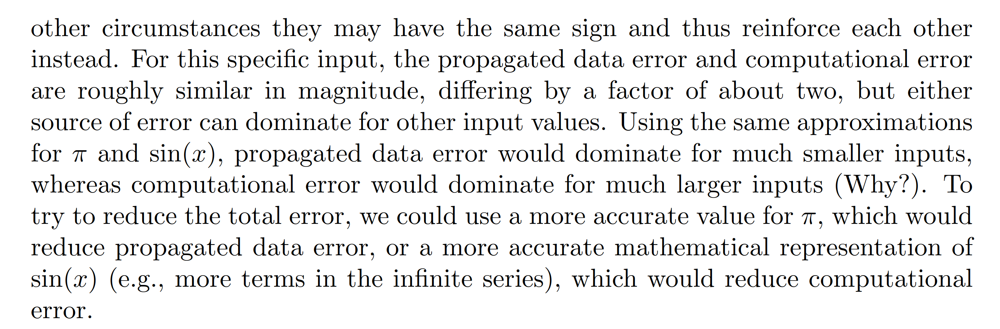 other circumstances they may have the same sign and thus reinforce each other
instead. For this specific input, the propagated data error and computational error
are roughly similar in magnitude, differing by a factor of about two, but either
source of error can dominate for other input values. Using the same approximations
for π and sin(x), propagated data error would dominate for much smaller inputs,
whereas computational error would dominate for much larger inputs (Why?). To
try to reduce the total error, we could use a more accurate value for π, which would
reduce propagated data error, or a more accurate mathematical representation of
sin(x) (e.g., more terms in the infinite series), which would reduce computational
error.